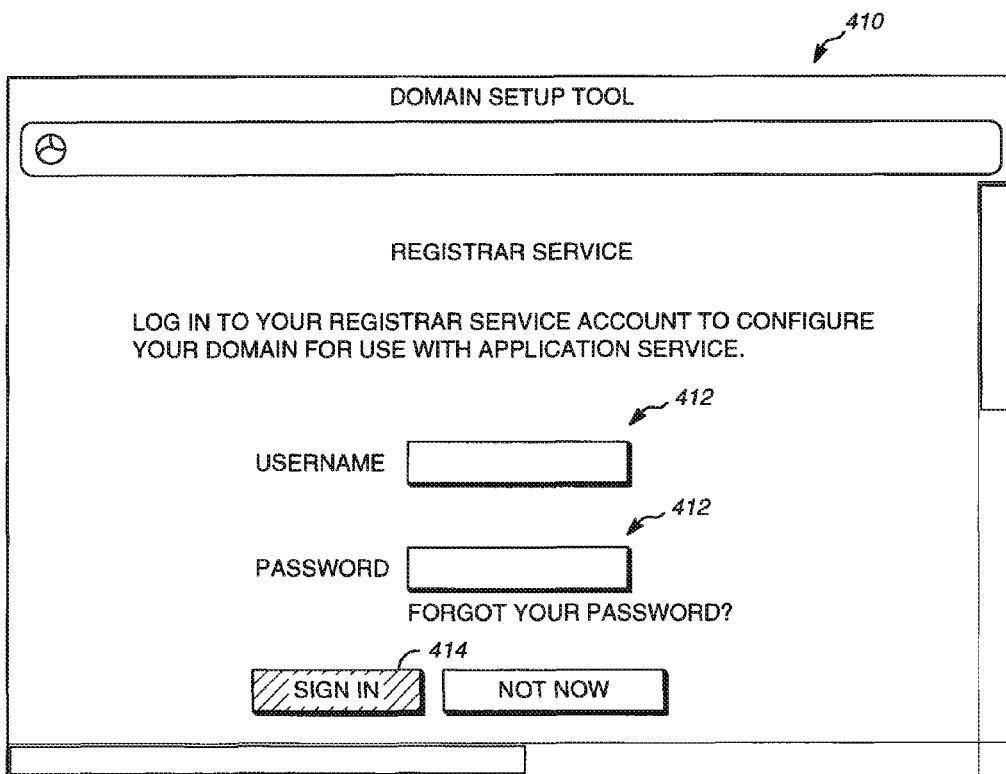 410
DOMAIN SETUP TOOL
REGISTRAR SERVICE
LOG IN TO YOUR REGISTRAR SERVICE ACCOUNT TO CONFIGURE
YOUR DOMAIN FOR USE WITH APPLICATION SERVICE.
412
USERNAME
412
PASSWORD
FORGOT YOUR PASSWORD?
414
SIGN IN NOT NOW